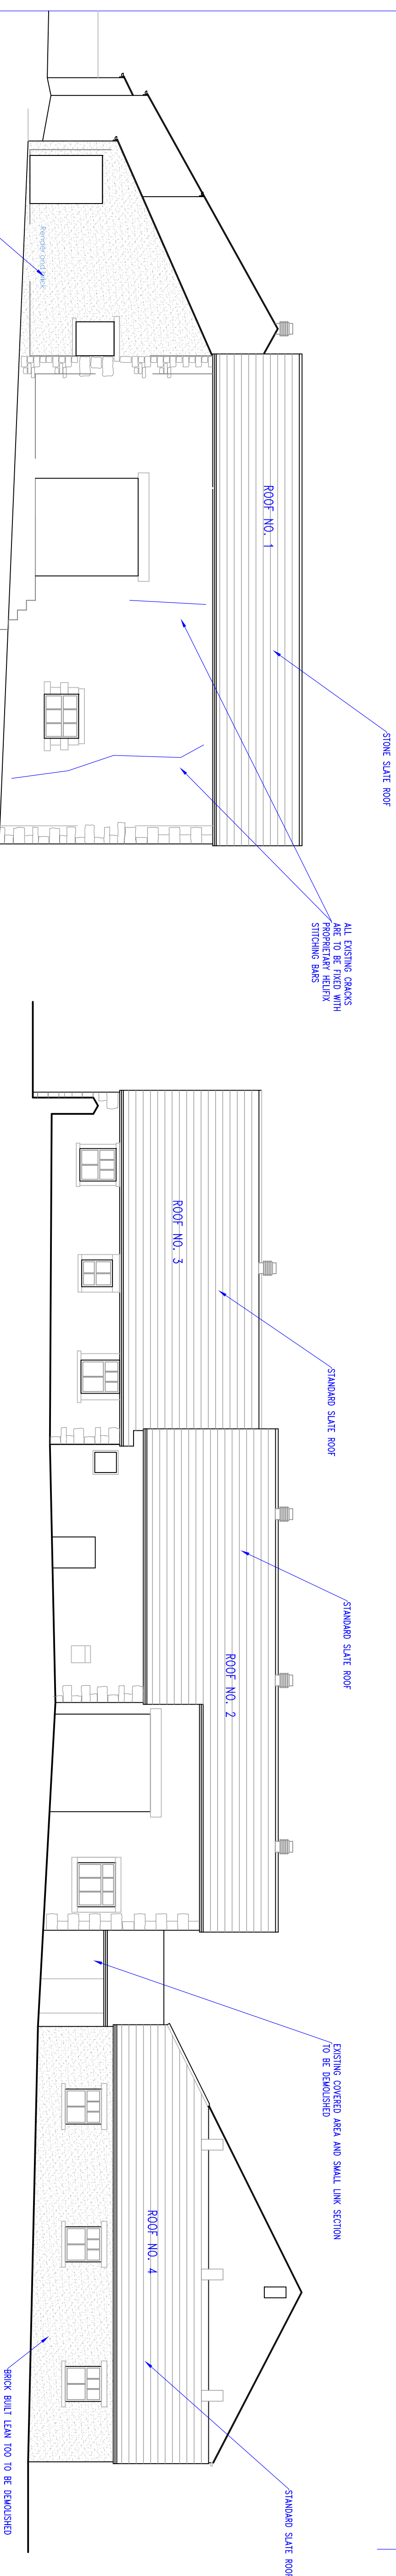 STONE SLATE ROOF
ROOF NO. 1
Render and brick
ALL EXISTING CRACKS
ARE TO BE FIXED WITH
PROPRIETARY HELIFIX
STITCHING BARS
ROOF NO. 3
STANDARD SLATE ROOF
STANDARD SLATE ROOF
ROOF NO. 2
EXISTING COVERED AREA AND SMALL LINK SECTION
TO BE DEMOLISHED
ROOF NO. 4
STANDARD SLATE ROOF
BRICK BUILT LEAN TOO TO BE DEMOLISHED